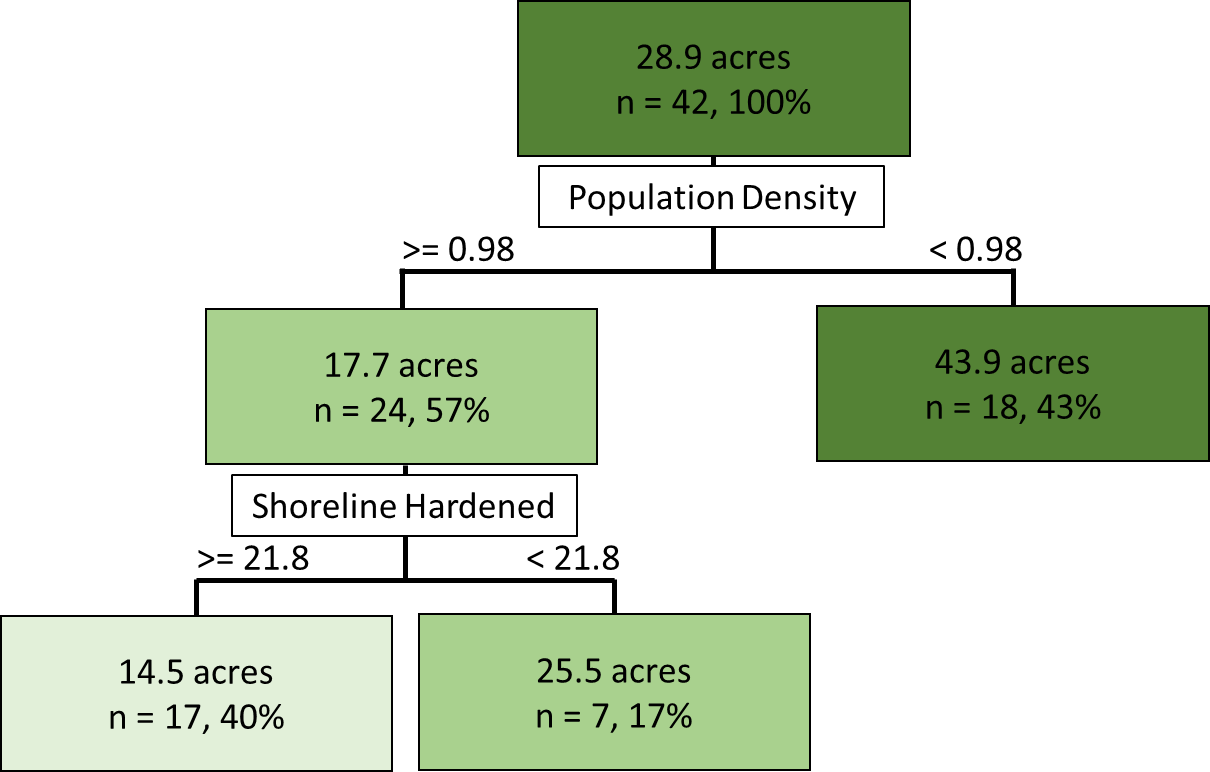 28.9 acres
n = 42, 100%
Population Density
>= 0.98
< 0.98
17.7 acres
n = 24, 57%
43.9 acres
n = 18, 43%
Shoreline Hardened
>= 21.8
< 21.8
14.5 acres
n = 17, 40%
25.5 acres
n = 7, 17%